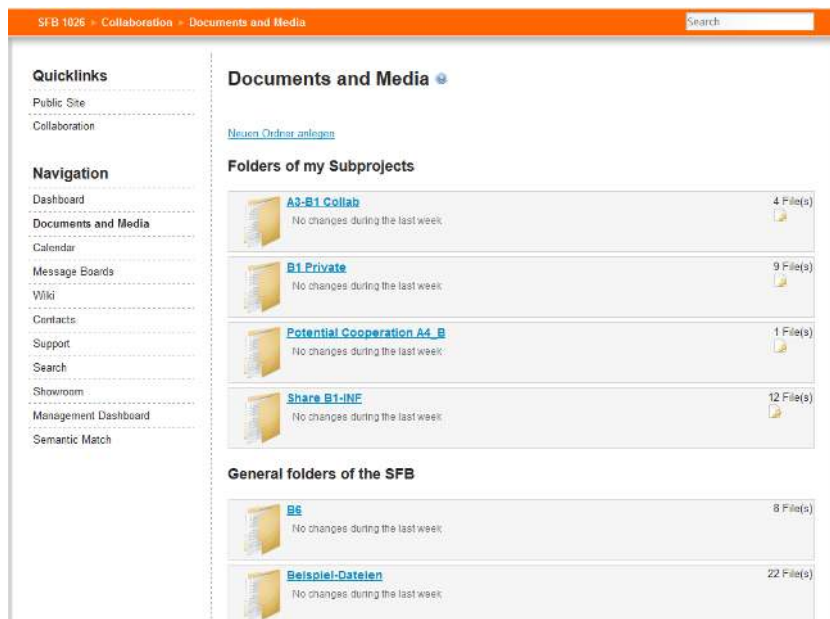 SFB 1026 » Collaboration » Documents and Media
Search
Quicklinks
Public Site
Collaboration
Navigation
Dashboard
Documents and Media
Calendar
Message Boards
Wiki
Contacts
Support
Search
Showroom
Management Dashboard
Semantic Match
Documents and Media
Neuen Ordner anlegen
Folders of my Subprojects
A3-B1 Collab
4 File(s)
No changes during the last week
B1 Private
9 File(s)
No changes during the last week
Potential Cooperation A4_B
1 File(s)
No changes during the last week
Share B1-INF
12 File(s)
No changes during the last week
General folders of the SFB
B6
8 File(s)
No changes during the last week
Beispiel-Dateien
22 File(s)
No changes during the last week